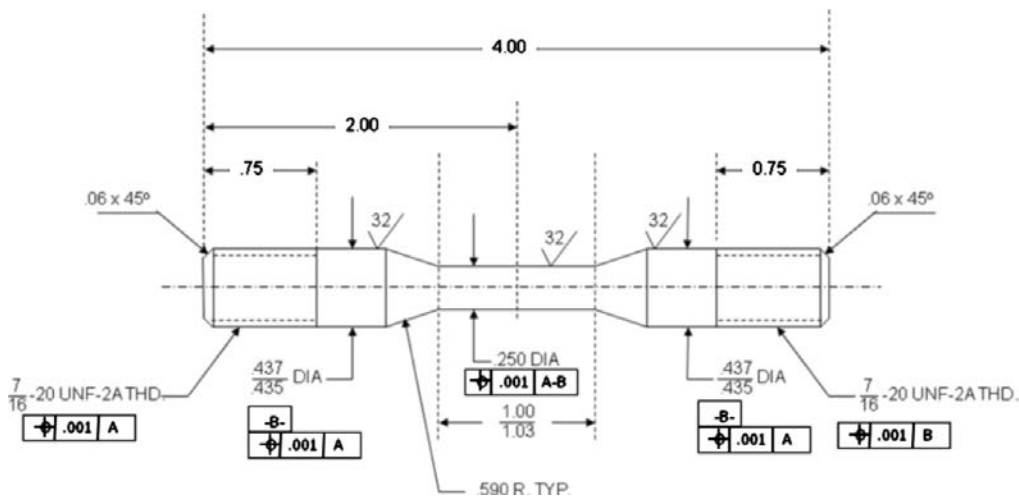 4.00
2.00
.75
0.75
.06 x 45º
32
32
32
.06 x 45º
7/16-20 UNF-2A THD.
.001 A
.437
.435 DIA
-B-
.001 A
.250 DIA
.001 A-B
1.00
1.03
.590 R. TYP.
.437
.435 DIA
-B-
.001 A
7/16-20 UNF-2A THD.
.001 B